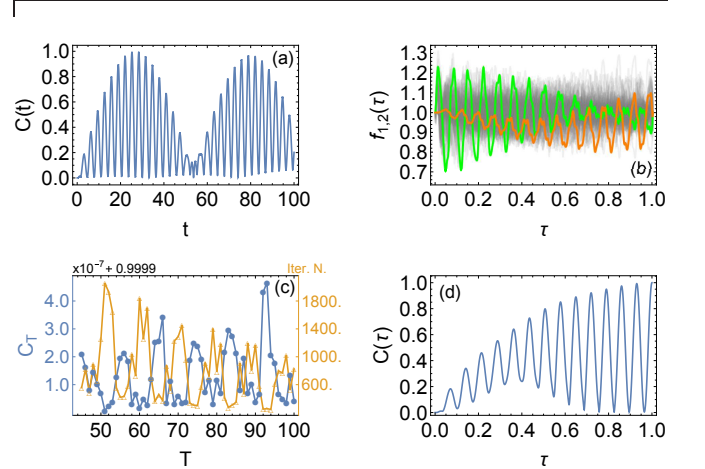 (a)
C(t)
1.0
0.8
0.6
0.4
0.2
0.0
0 20 40 60 80 100
t
(b)
f1,2(τ)
1.3
1.2
1.1
1.0
0.9
0.8
0.7
0.0 0.2 0.4 0.6 0.8 1.0
τ
x10⁻⁷ + 0.9999
Iter. N.
(c)
CT
4.0
3.0
2.0
1.0
1800.
1400.
1000.
600.
50 60 70 80 90 100
T
(d)
C(τ)
1.0
0.8
0.6
0.4
0.2
0.0
0.0 0.2 0.4 0.6 0.8 1.0
τ